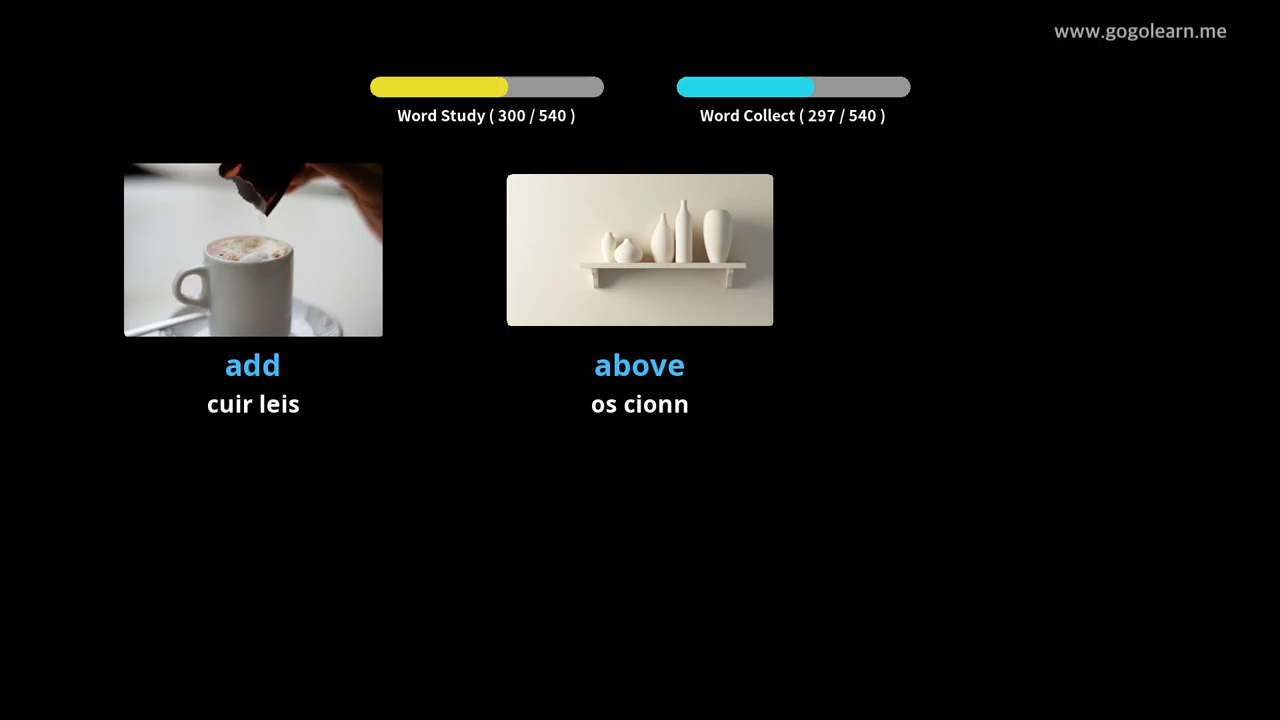 www.gogolearn.me
Word Study ( 300 / 540 )
Word Collect ( 297 / 540 )
add
cuir leis
above
os cionn